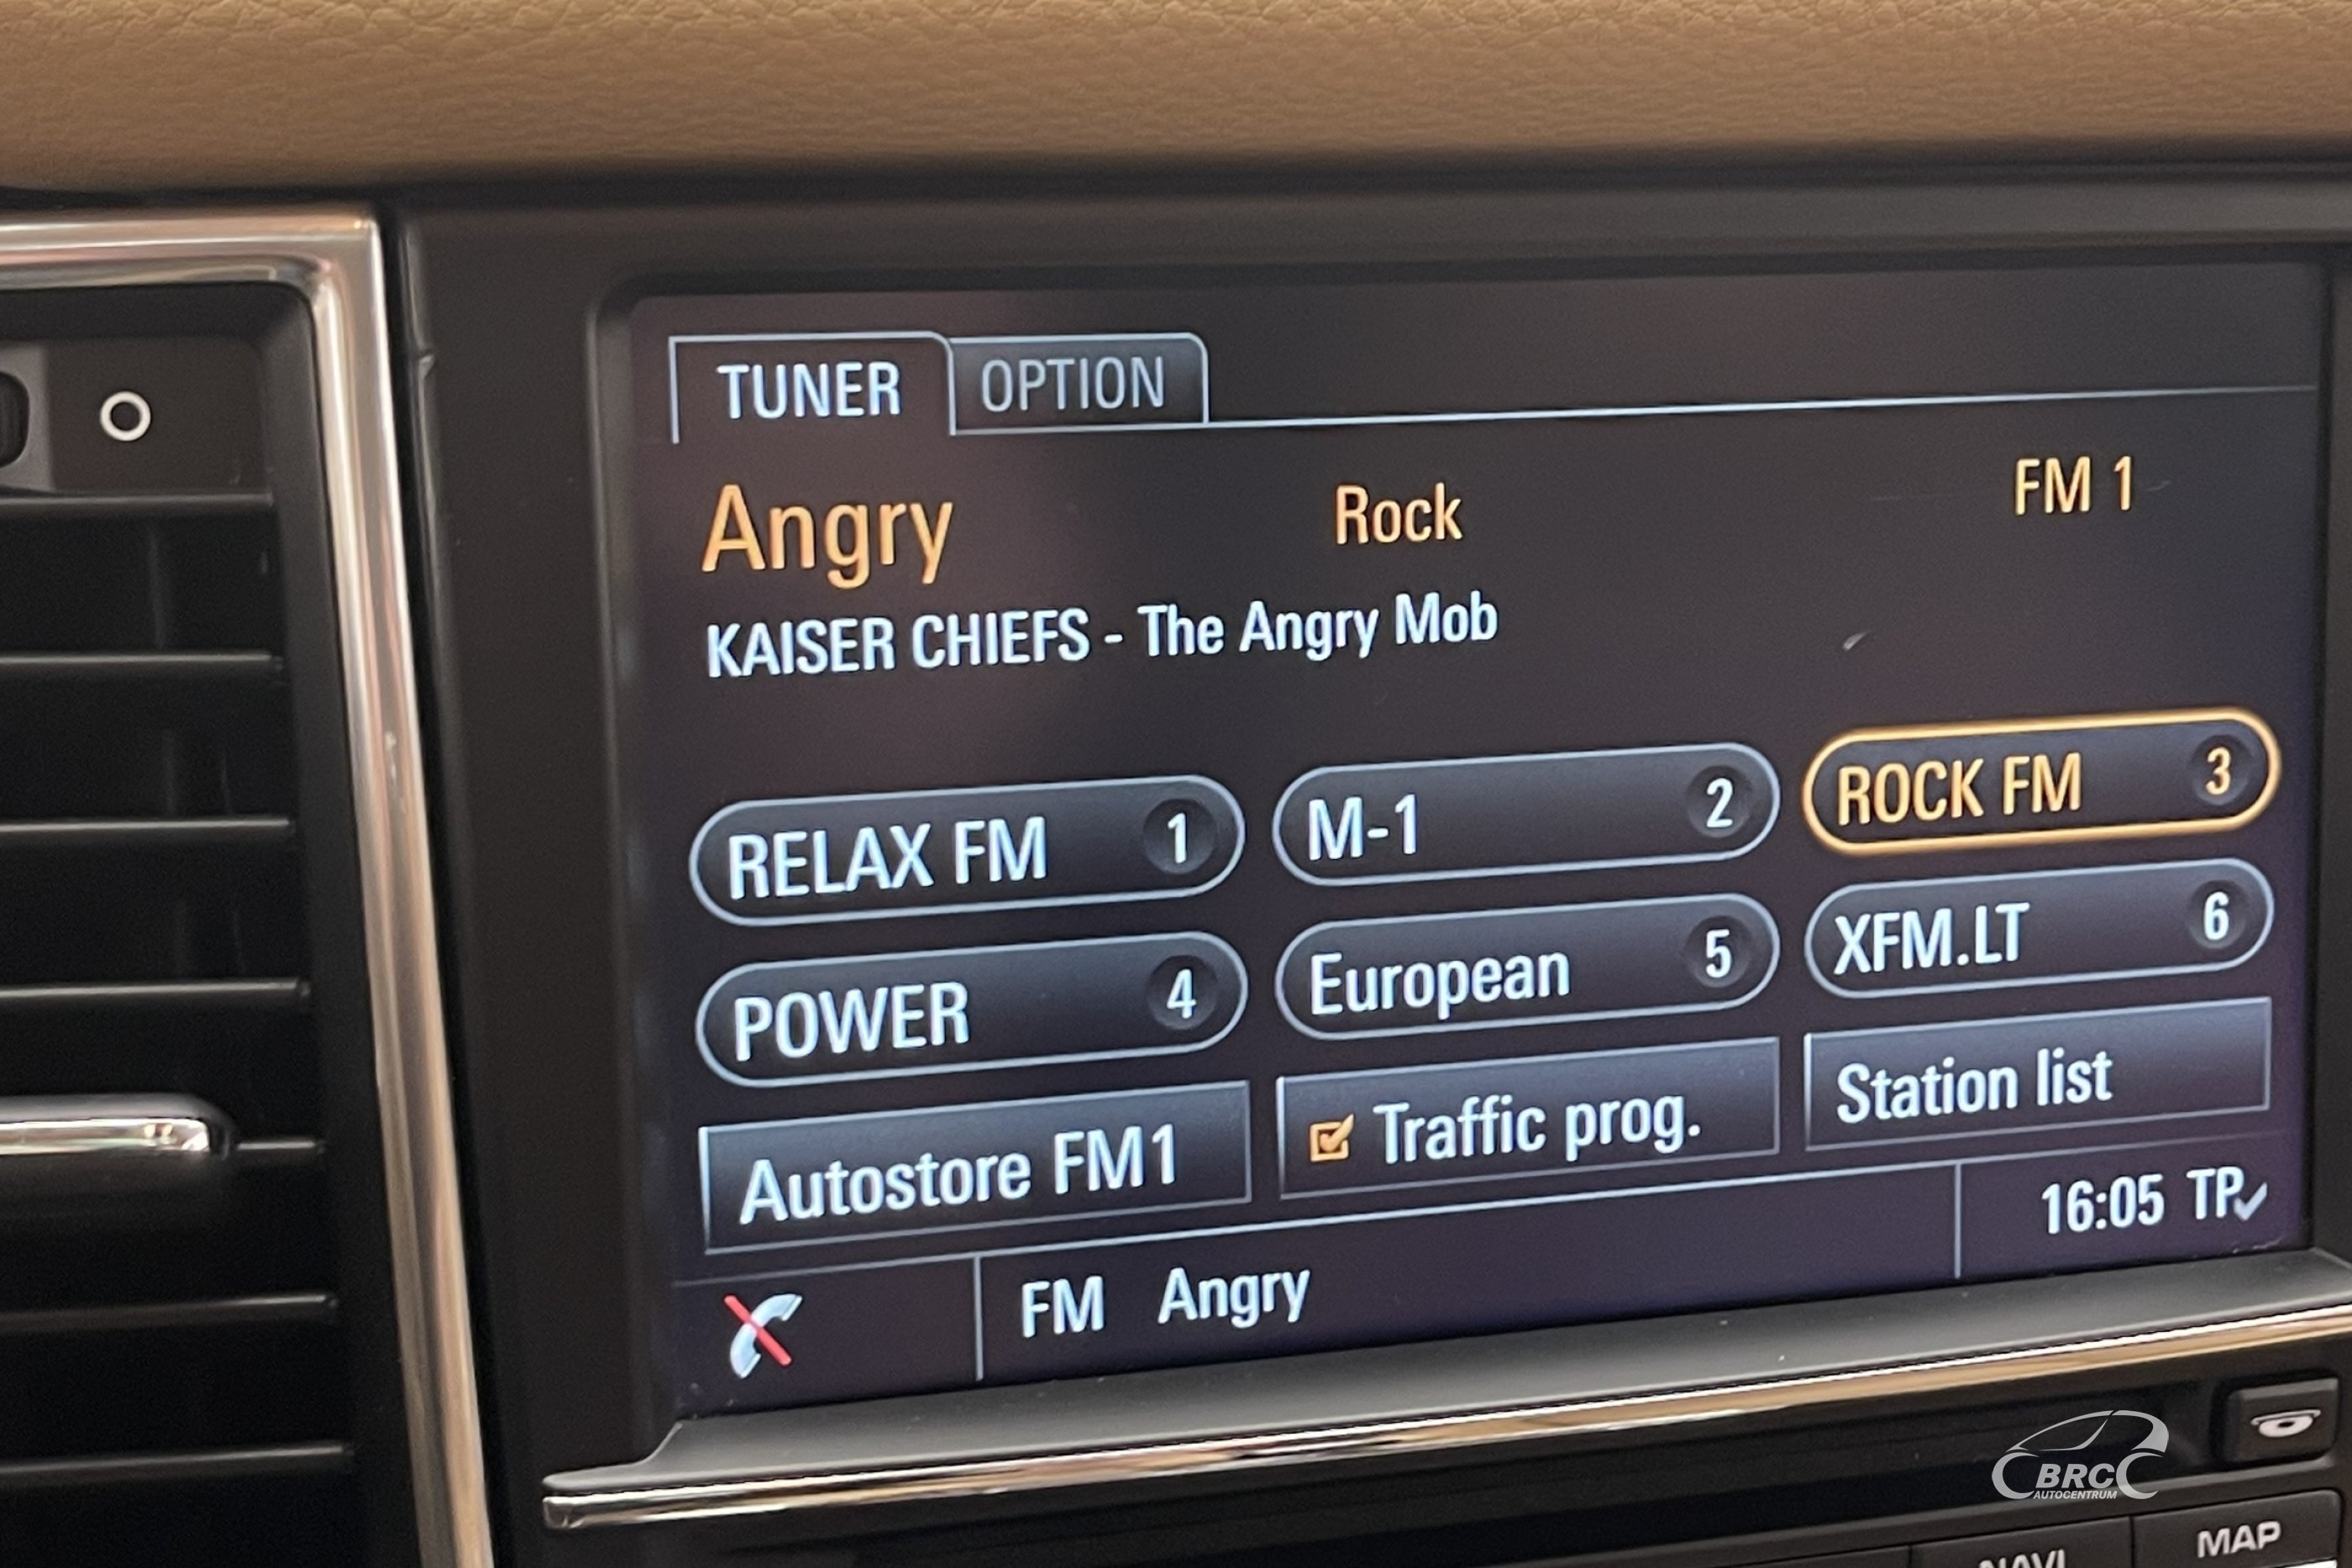 TUNER OPTION
Angry Rock FM 1
KAISER CHIEFS - The Angry Mob
RELAX FM 1 M-1 2 ROCK FM 3
POWER 4 European 5 XFM.LT 6
Autostore FM1 Traffic prog. Station list
FM Angry 16:05 TP
BRC
AUTOCENTRUM
NAVI MAP